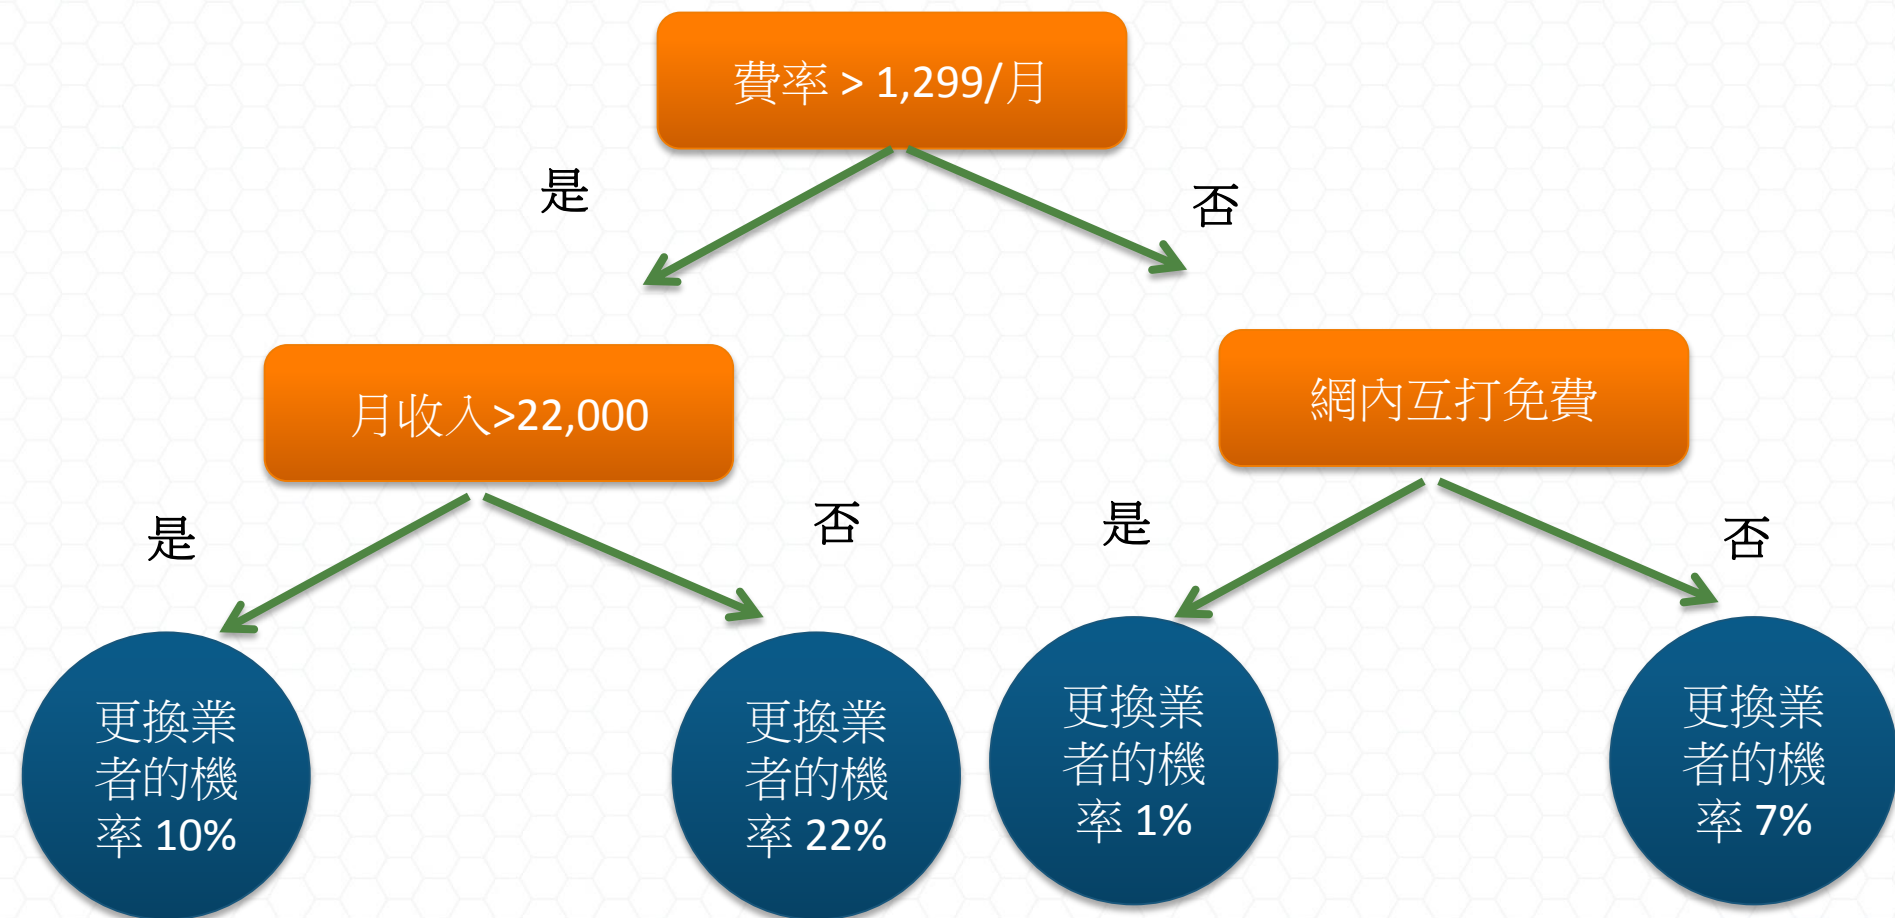 費率 > 1,299/月
是
否
月收入>22,000
網內互打免費
是
否
是
否
更換業
者的機
率 10%
更換業
者的機
率 22%
更換業
者的機
率 1%
更換業
者的機
率 7%